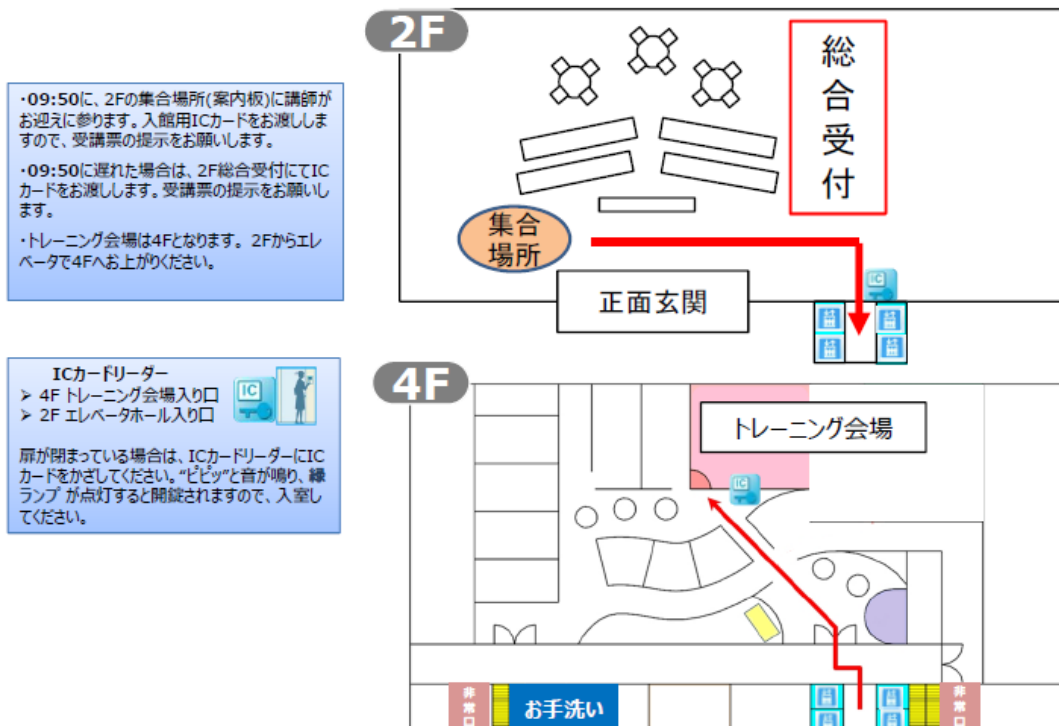 2F
総合受付
・09:50に、2Fの集合場所(案内板)に講師が
お迎えに参ります。入館用ICカードをお渡ししま
すので、受講票の提示をお願いします。
・09:50に遅れた場合は、2F総合受付にてIC
カードをお渡しします。受講票の提示をお願いし
ます。
・トレーニング会場は4Fとなります。2Fからエレ
ベータで4Fへお上がりください。
集合
場所
IC
正面玄関
ICカードリーダー
➢ 4F トレーニング会場入り口
➢ 2F エレベータホール入り口
IC
扉が閉まっている場合は、ICカードリーダーにIC
カードをかざしてください。“ピピッ”と音が鳴り、緑
ランプ が点灯すると開錠されますので、入室し
てください。
4F
トレーニング会場
IC
非常口
お手洗い
非常口